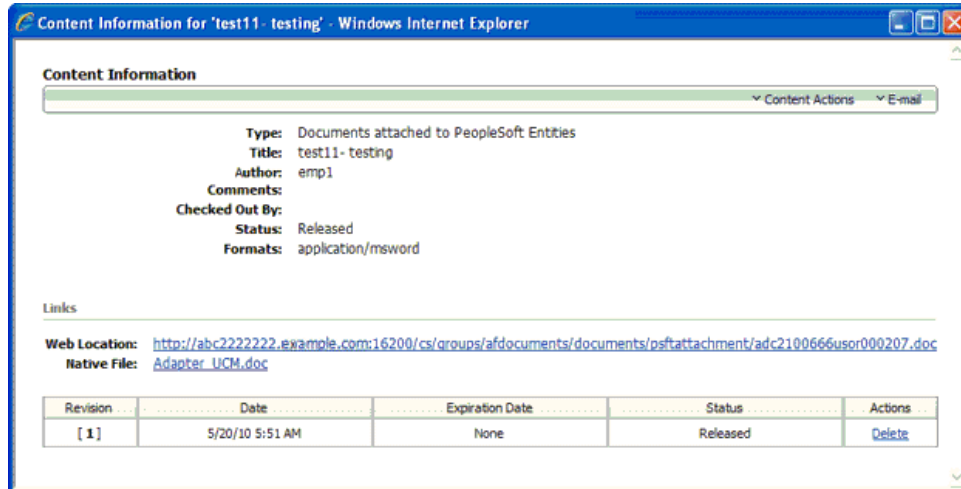 Content Information for 'test11- testing' - Windows Internet Explorer
Content Information
Content Actions E-mail
Type: Documents attached to PeopleSoft Entities
Title: test11- testing
Author: emp1
Comments:
Checked Out By:
Status: Released
Formats: application/msword
Links
Web Location: http://abc2222222.example.com:16200/cs/groups/afdocuments/documents/psftattachment/adc2100666usor000207.doc
Native File: Adapter_UCM.doc
Revision Date Expiration Date Status Actions
[ 1 ] 5/20/10 5:51 AM None Released Delete